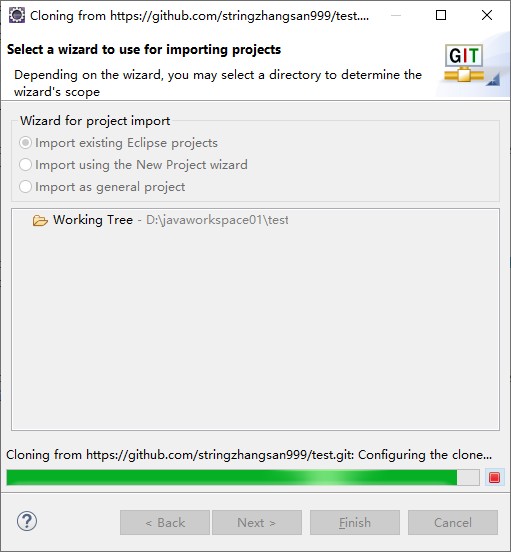 Cloning from https://github.com/stringzhangsan999/test....
Select a wizard to use for importing projects
Depending on the wizard, you may select a directory to determine the
wizard's scope
GIT
Wizard for project import
Import existing Eclipse projects
Import using the New Project wizard
Import as general project
Working Tree - D:\javaworkspace01\test
Cloning from https://github.com/stringzhangsan999/test.git: Configuring the clone...
?
< Back
Next >
Finish
Cancel